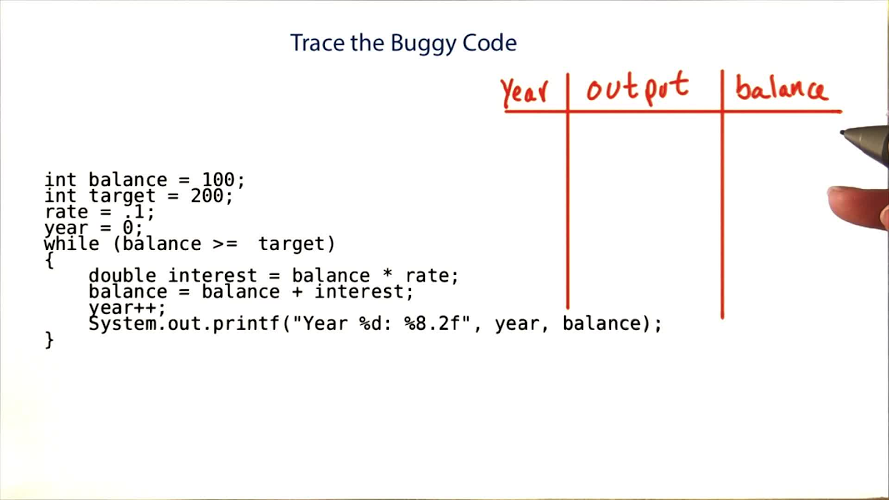 Trace the Buggy Code
Year output balance
int balance = 100;
int target = 200;
rate = .1;
year = 0;
while (balance >= target)
{
double interest = balance * rate;
balance = balance + interest;
year++;
System.out.printf("Year %d: %8.2f", year, balance);
}